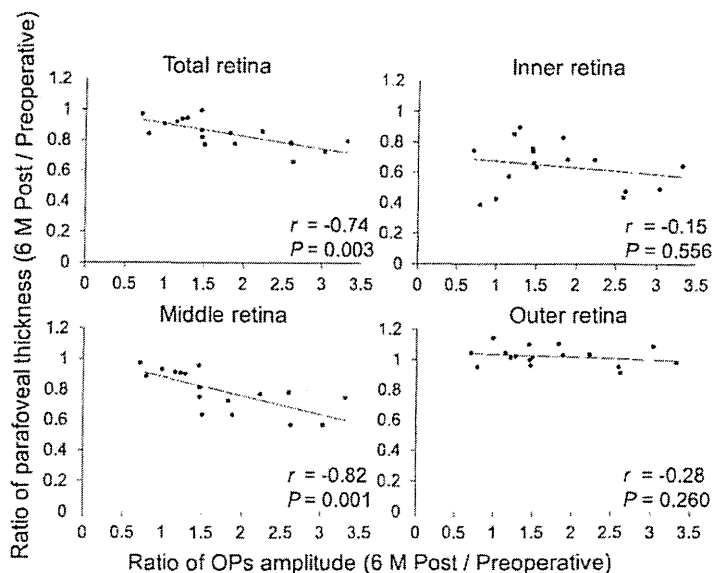 Ratio of parafoveal thickness (6 M Post / Preoperative)
Total retina
1.2
1
0.8
0.6
0.4
0.2
0
r = -0.74
P = 0.003
0 0.5 1 1.5 2 2.5 3 3.5
Inner retina
1.2
1
0.8
0.6
0.4
0.2
0
r = -0.15
P = 0.556
0 0.5 1 1.5 2 2.5 3 3.5
Middle retina
1.2
1
0.8
0.6
0.4
0.2
0
r = -0.82
P = 0.001
0 0.5 1 1.5 2 2.5 3 3.5
Outer retina
1.2
1
0.8
0.6
0.4
0.2
0
r = -0.28
P = 0.260
0 0.5 1 1.5 2 2.5 3 3.5
Ratio of OPs amplitude (6 M Post / Preoperative)